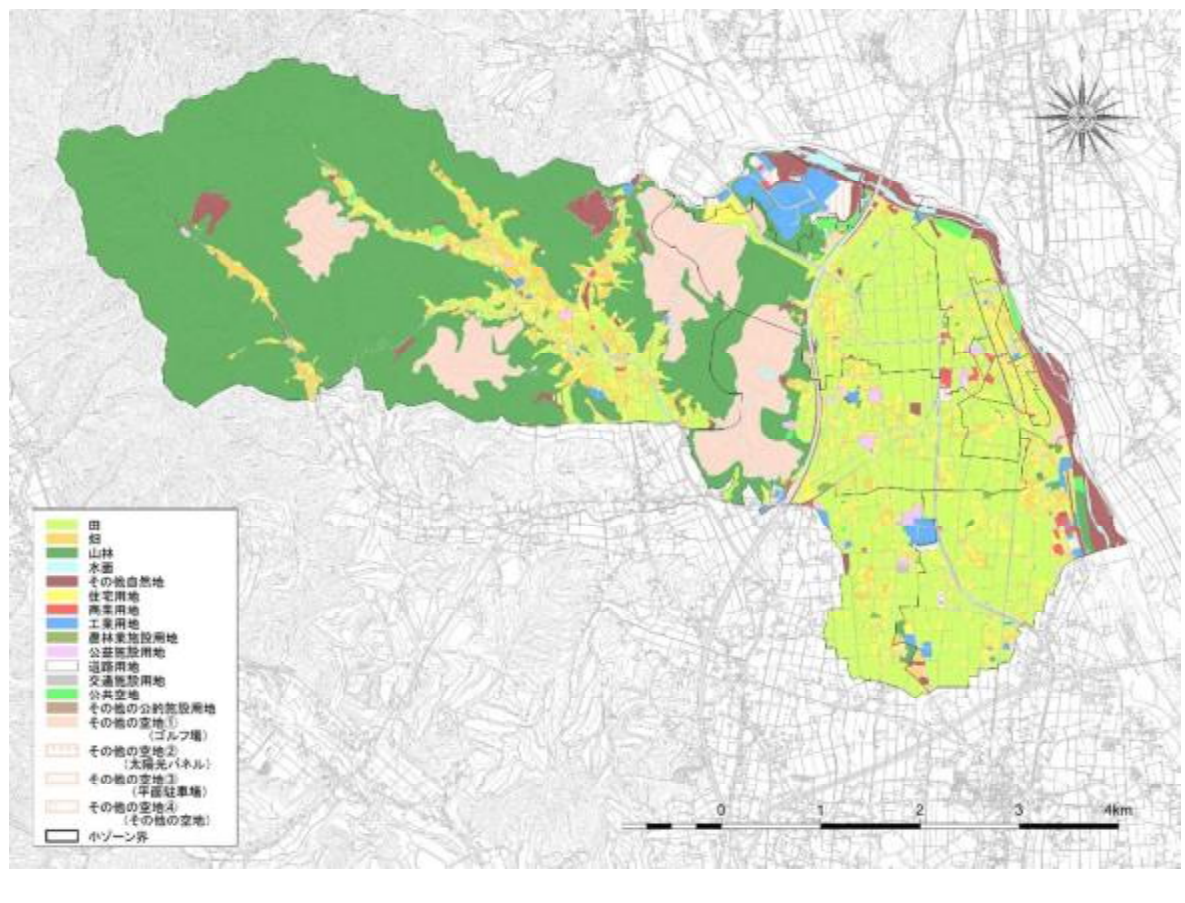 田
畑
山林
水面
その他自然地
住宅用地
商業用地
工業用地
農林業施設用地
公益施設用地
道路用地
交通施設用地
公共空地
その他の公的施設用地
その他の空地①
(ゴルフ場)
その他の空地②
(太陽光パネル)
その他の空地③
(平面駐車場)
その他の空地④
(その他の空地)
小ゾーン界
0 1 2 3 4km